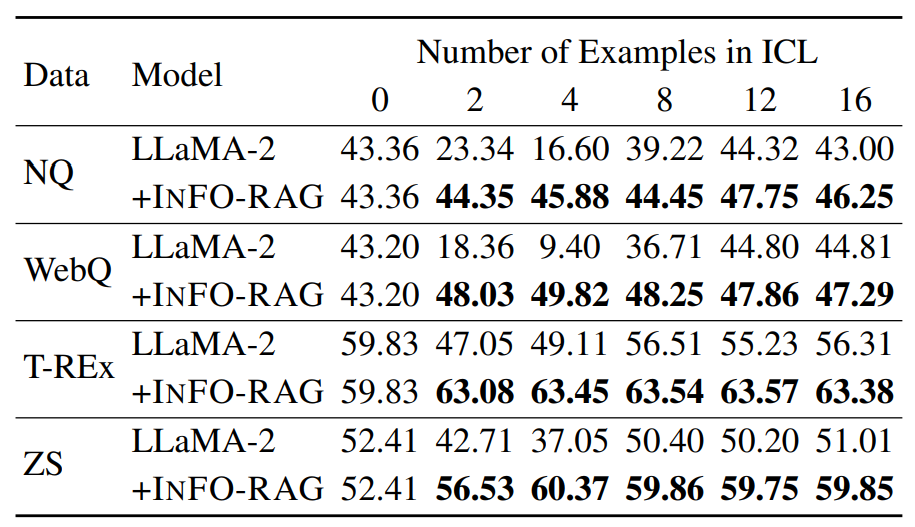 Data Model Number of Examples in ICL
0 2 4 8 12 16
NQ LLaMA-2 43.36 23.34 16.60 39.22 44.32 43.00
+INFO-RAG 43.36 44.35 45.88 44.45 47.75 46.25
WebQ LLaMA-2 43.20 18.36 9.40 36.71 44.80 44.81
+INFO-RAG 43.20 48.03 49.82 48.25 47.86 47.29
T-REx LLaMA-2 59.83 47.05 49.11 56.51 55.23 56.31
+INFO-RAG 59.83 63.08 63.45 63.54 63.57 63.38
ZS LLaMA-2 52.41 42.71 37.05 50.40 50.20 51.01
+INFO-RAG 52.41 56.53 60.37 59.86 59.75 59.85